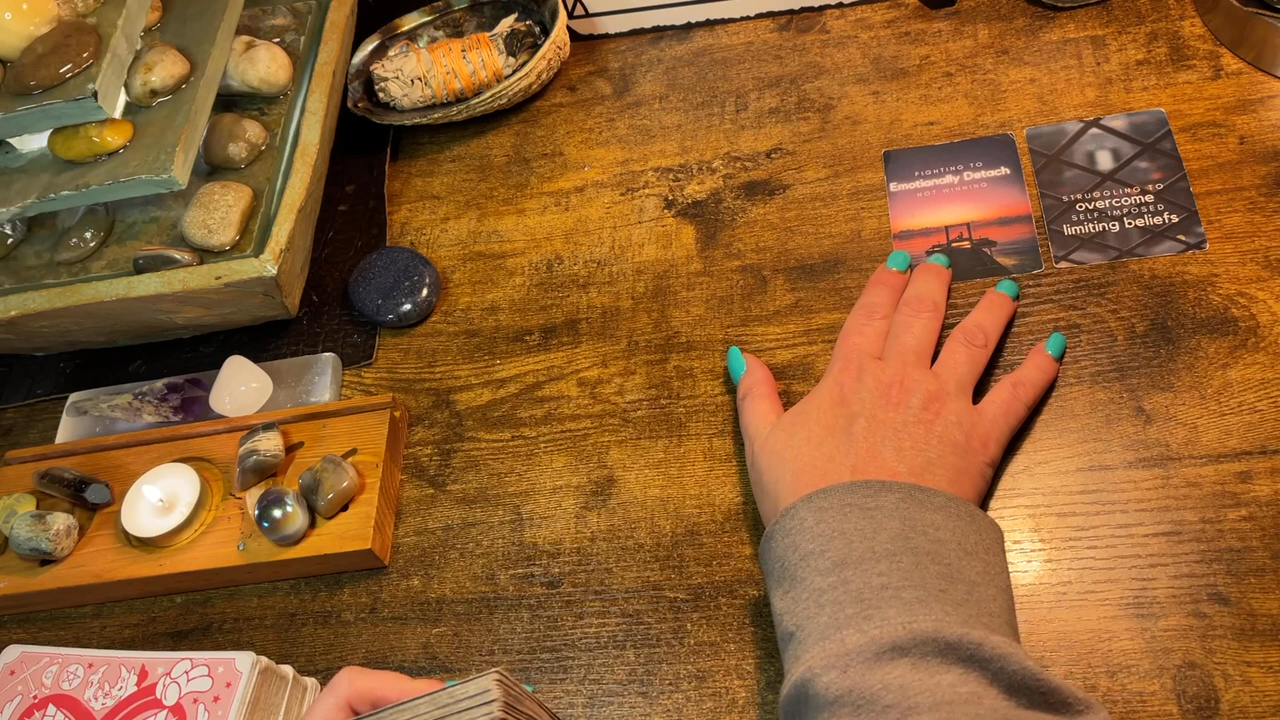 FIGHTING TO
Emotionally Detach
NOT WINNING
STRUGGLING TO
overcome
SELF-IMPOSED
limiting beliefs